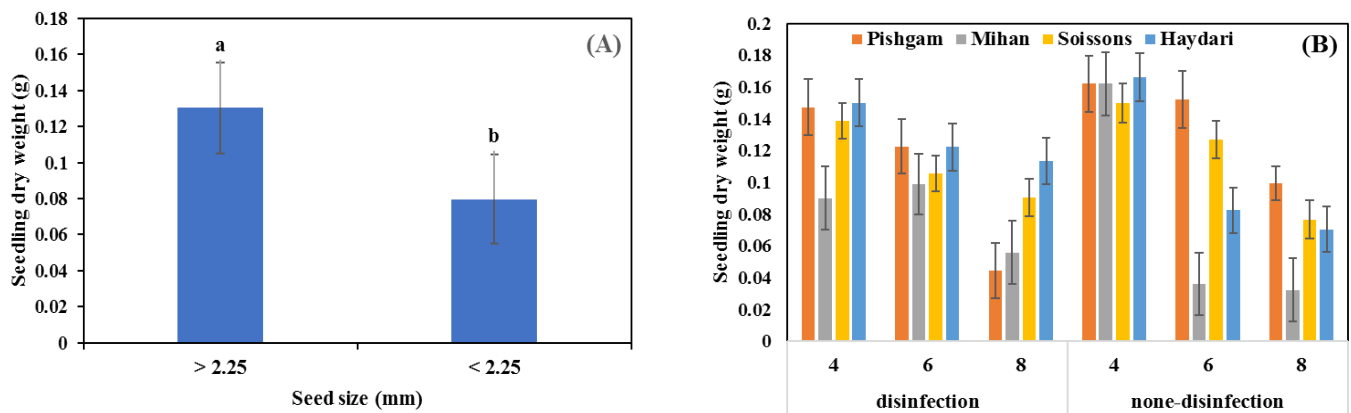 (A)
Seedling dry weight (g)
0.18
0.16
0.14
0.12
0.1
0.08
0.06
0.04
0.02
0
a
b
> 2.25
< 2.25
Seed size (mm)
(B)
Pishgam Mihan Soissons Haydari
Seedling dry weight (g)
0.2
0.18
0.16
0.14
0.12
0.1
0.08
0.06
0.04
0.02
0
4 6 8 4 6 8
disinfection none-disinfection